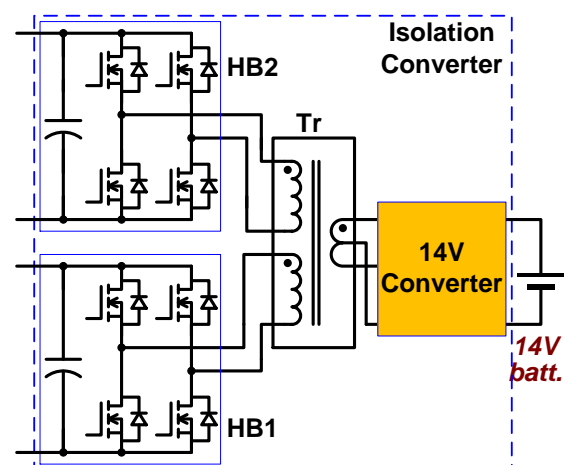 Isolation
Converter
HB2
Tr
14V
Converter
14V
batt.
HB1